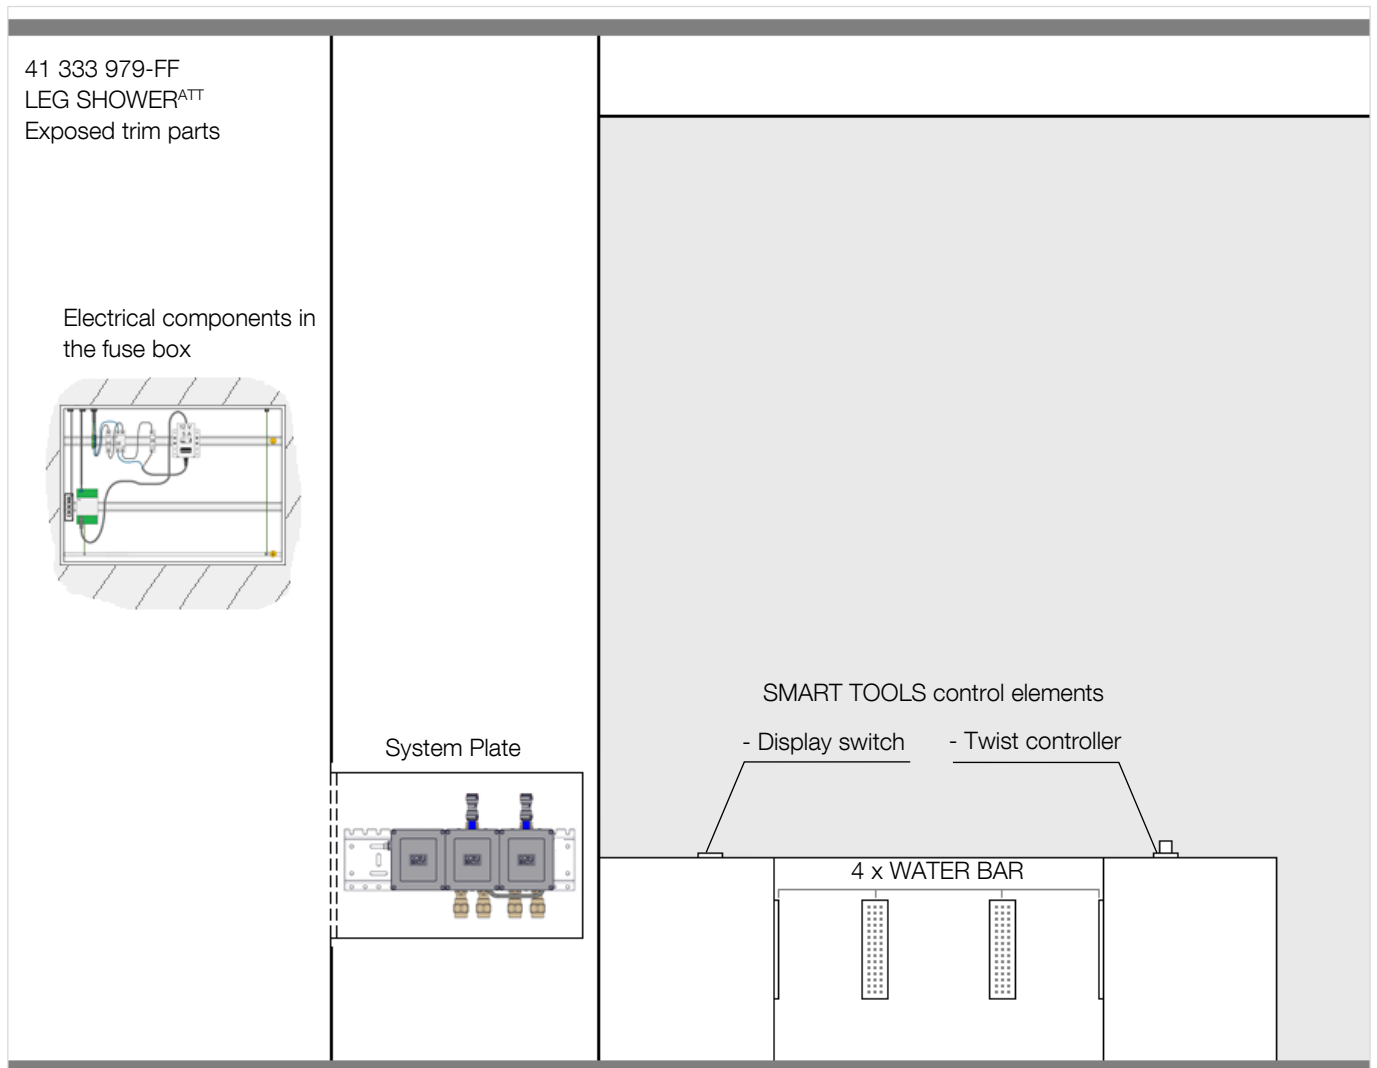 41 333 979-FF
LEG SHOWERATT
Exposed trim parts
Electrical components in
the fuse box
System Plate
SMART TOOLS control elements
- Display switch
- Twist controller
4 x WATER BAR